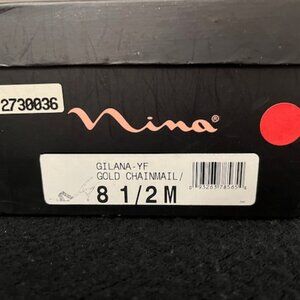 2730036
Nina®
GILANA-YF
GOLD CHAINMAIL/
8 1/2 M